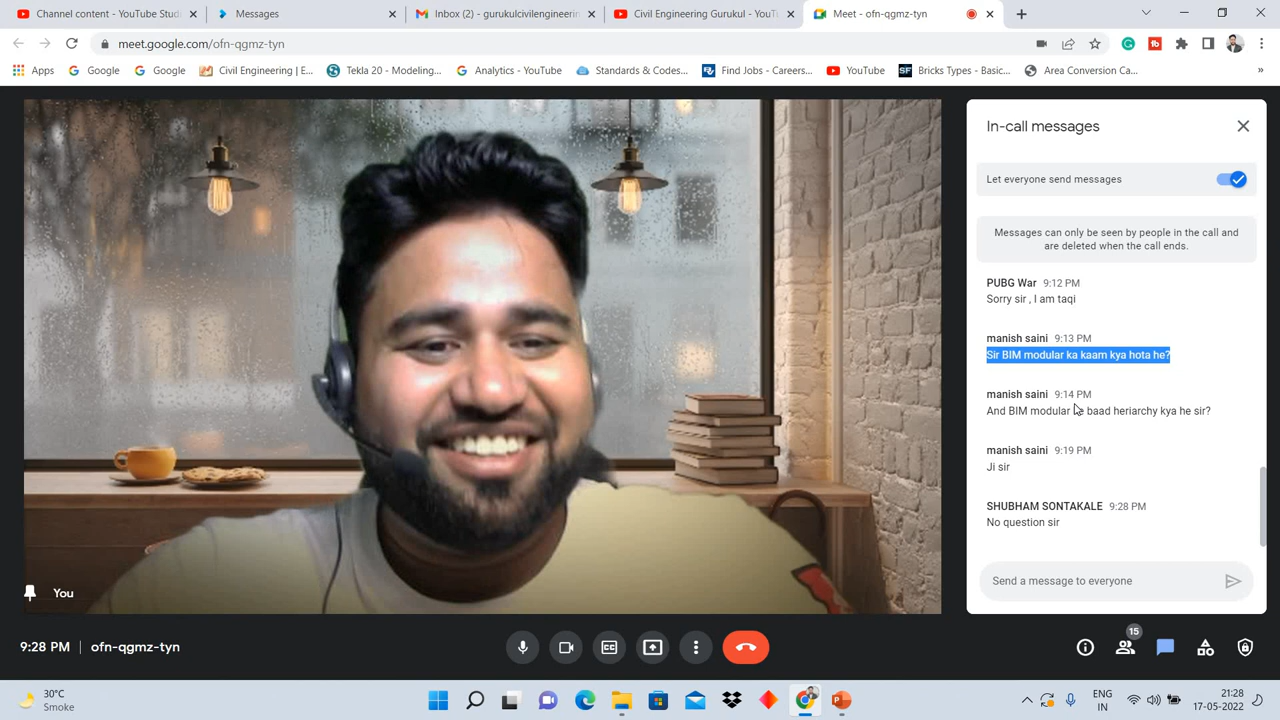 Channel content - YouTube Stud
Messages
Inbox (2) - gurukulcivilengineerin
Civil Engineering Gurukul - YouT
Meet - ofn-qgmz-tyn
meet.google.com/ofn-qgmz-tyn
Apps
Google
Google
Civil Engineering | E...
Tekla 20 - Modeling...
Analytics - YouTube
Standards & Codes...
Find Jobs - Careers...
YouTube
SF
Bricks Types - Basic...
Area Conversion Ca...
In-call messages
Let everyone send messages
Messages can only be seen by people in the call and
are deleted when the call ends.
PUBG War 9:12 PM
Sorry sir , I am taqi
manish saini 9:13 PM
Sir BIM modular ka kaam kya hota he?
manish saini 9:14 PM
And BIM modular baad heriarchy kya he sir?
manish saini 9:19 PM
Ji sir
SHUBHAM SONTAKALE 9:28 PM
No question sir
Send a message to everyone
You
9:28 PM | ofn-qgmz-tyn
CC
15
30°C
Smoke
ENG
IN
21:28
17-05-2022